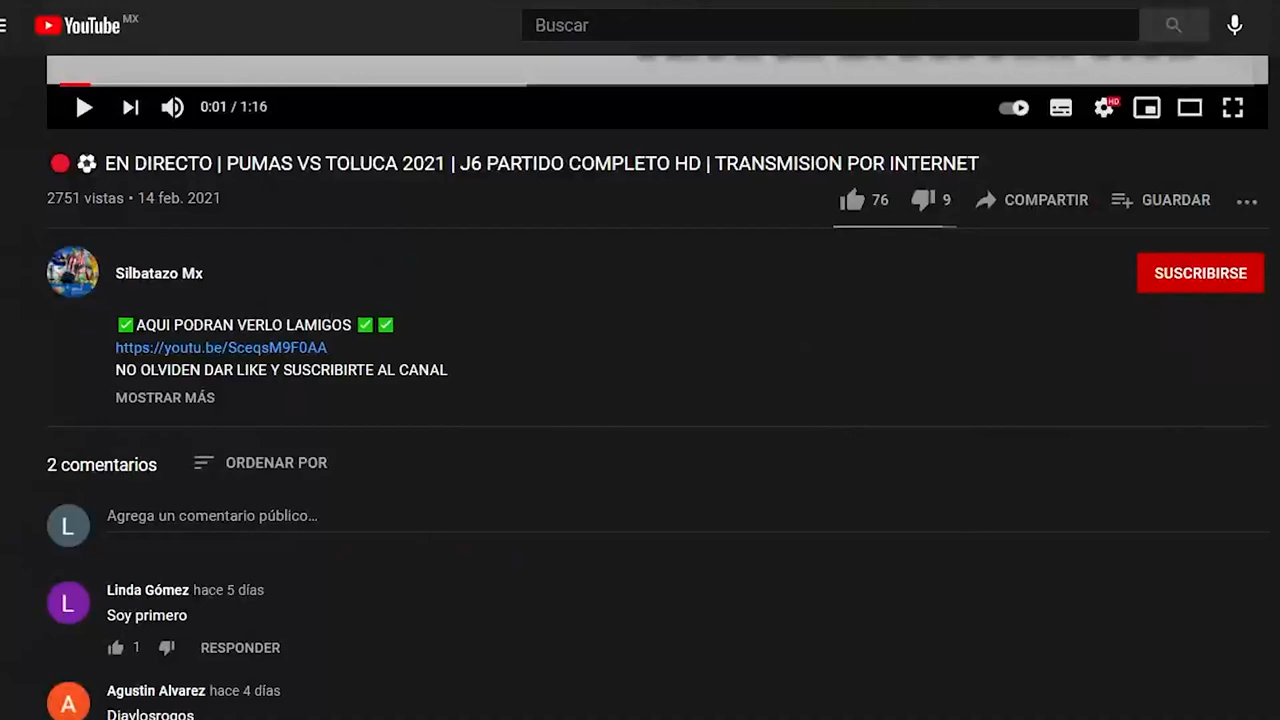 YouTube MX
Buscar
0:01 / 1:16
HD
EN DIRECTO | PUMAS VS TOLUCA 2021 | J6 PARTIDO COMPLETO HD | TRANSMISION POR INTERNET
2751 vistas • 14 feb. 2021
76 9 COMPARTIR GUARDAR
Silbatazo Mx
SUSCRIBIRSE
✅AQUI PODRAN VERLO LAMIGOS ✅ ✅
https://youtu.be/SceqsM9F0AA
NO OLVIDEN DAR LIKE Y SUSCRIBIRTE AL CANAL
MOSTRAR MÁS
2 comentarios ORDENAR POR
L
Agrega un comentario público...
L
Linda Gómez hace 5 días
Soy primero
1 RESPONDER
A
Agustin Alvarez hace 4 días
Diaylosrogos